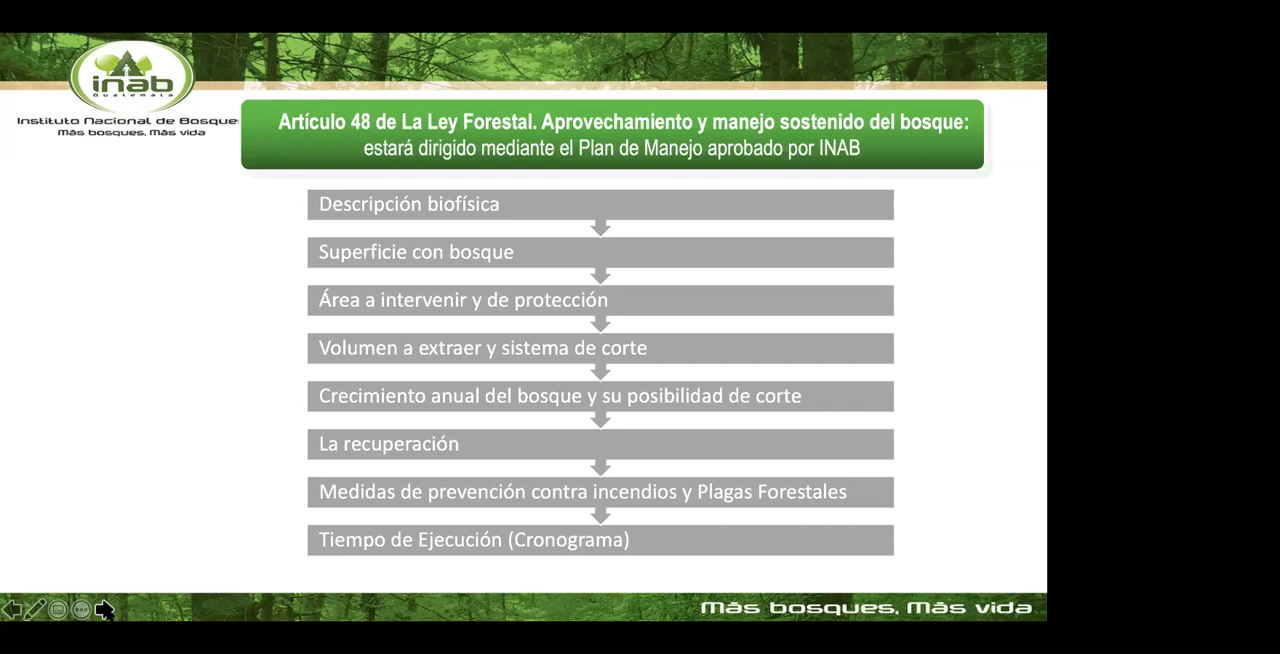 inab
Guatemala
Instituto Nacional de Bosque
Más bosques, Más vida
Artículo 48 de La Ley Forestal. Aprovechamiento y manejo sostenido del bosque:
estará dirigido mediante el Plan de Manejo aprobado por INAB
Descripción biofísica
Superficie con bosque
Área a intervenir y de protección
Volumen a extraer y sistema de corte
Crecimiento anual del bosque y su posibilidad de corte
La recuperación
Medidas de prevención contra incendios y Plagas Forestales
Tiempo de Ejecución (Cronograma)
Más bosques, Más vida